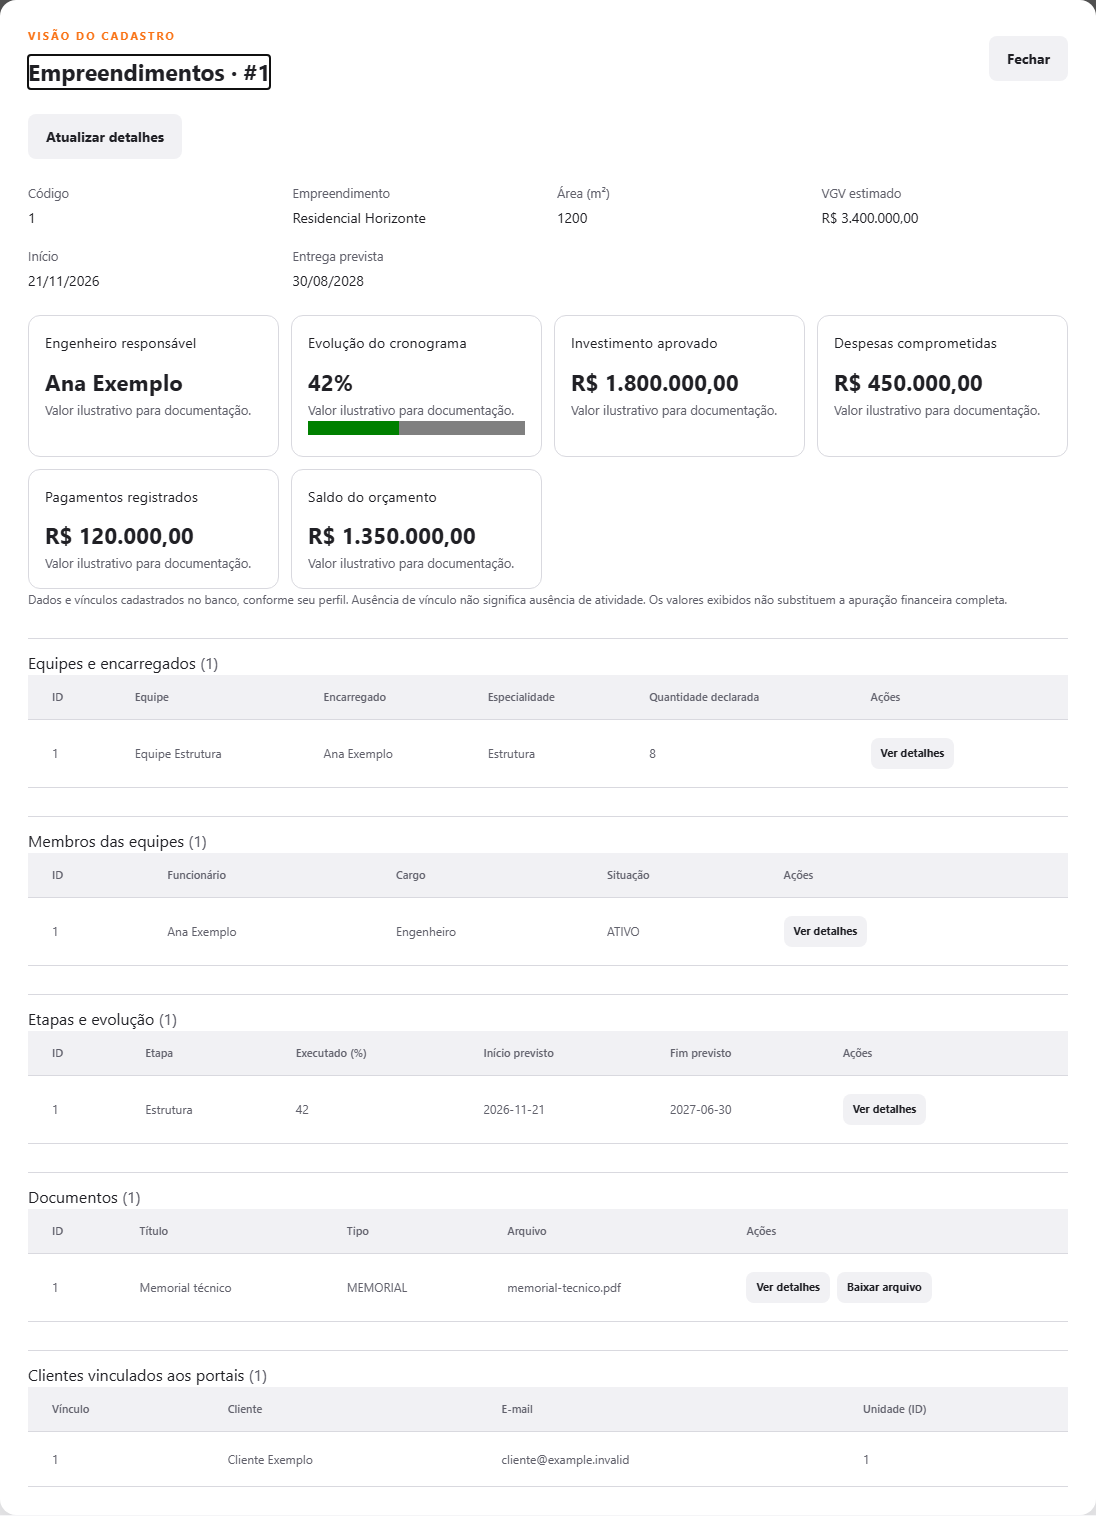 VISÃO DO CADASTRO
Empreendimentos · #1
Fechar
Atualizar detalhes
Código Empreendimento Área (m²) VGV estimado
1 Residencial Horizonte 1200 R$ 3.400.000,00
Início Entrega prevista
21/11/2026 30/08/2028
Engenheiro responsável Evolução do cronograma Investimento aprovado Despesas comprometidas
Ana Exemplo 42% R$ 1.800.000,00 R$ 450.000,00
Valor ilustrativo para documentação. Valor ilustrativo para documentação. Valor ilustrativo para documentação. Valor ilustrativo para documentação.
Pagamentos registrados Saldo do orçamento
R$ 120.000,00 R$ 1.350.000,00
Valor ilustrativo para documentação. Valor ilustrativo para documentação.
Dados e vínculos cadastrados no banco, conforme seu perfil. Ausência de vínculo não significa ausência de atividade. Os valores exibidos não substituem a apuração financeira completa.
Equipes e encarregados (1)
ID Equipe Encarregado Especialidade Quantidade declarada Ações
1 Equipe Estrutura Ana Exemplo Estrutura 8 Ver detalhes
Membros das equipes (1)
ID Funcionário Cargo Situação Ações
1 Ana Exemplo Engenheiro ATIVO Ver detalhes
Etapas e evolução (1)
ID Etapa Executado (%) Início previsto Fim previsto Ações
1 Estrutura 42 2026-11-21 2027-06-30 Ver detalhes
Documentos (1)
ID Título Tipo Arquivo Ações
1 Memorial técnico MEMORIAL memorial-tecnico.pdf Ver detalhes Baixar arquivo
Clientes vinculados aos portais (1)
Vínculo Cliente E-mail Unidade (ID)
1 Cliente Exemplo cliente@example.invalid 1